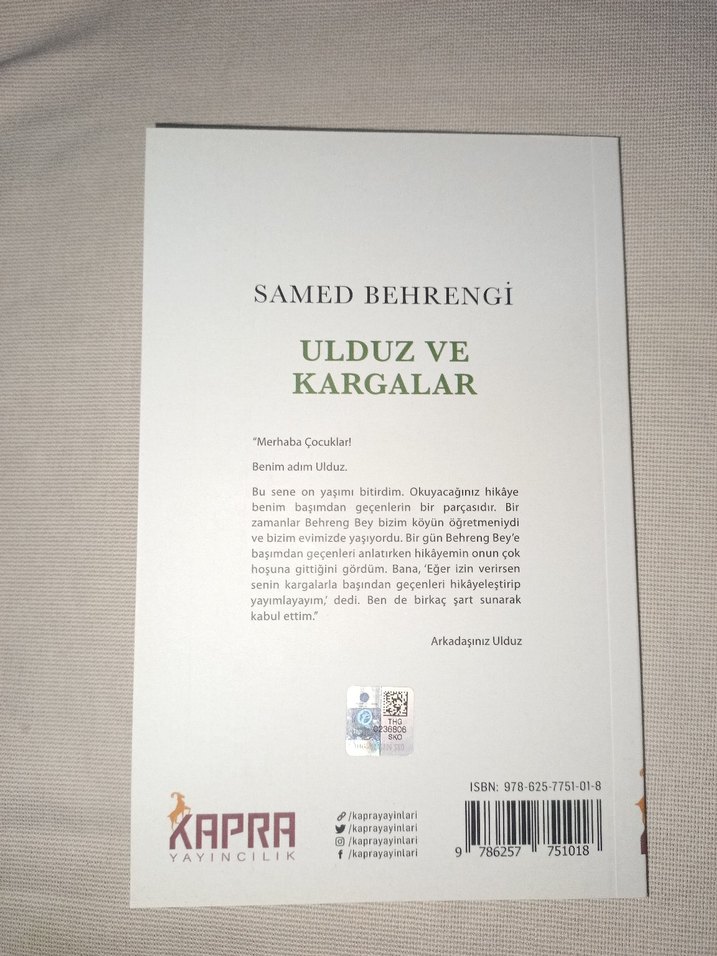 SAMED BEHRENGİ
ULDUZ VE
KARGALAR
“Merhaba Çocuklar!
Benim adım Ulduz.
Bu sene on yaşımı bitirdim. Okuyacağınız hikâye
benim başımdan geçenlerin bir parçasıdır. Bir
zamanlar Behreng Bey bizim köyün öğretmeniydi
ve bizim evimizde yaşıyordu. Bir gün Behreng Bey’e
başımdan geçenleri anlatırken hikâyemin onun çok
hoşuna gittiğini gördüm. Bana, ‘Eğer izin verirsen
senin kargalarla başından geçenleri hikâyeleştirip
yayımlayayım,’ dedi. Ben de birkaç şart sunarak
kabul ettim.”
Arkadaşınız Ulduz
THG
0236806
SKO
KAPRA
YAYINCILIK
/kaprayayinlari
/kaprayayinlari
/kaprayayinlari
/kaprayayinlari
ISBN: 978-625-7751-01-8
9 786257 751018